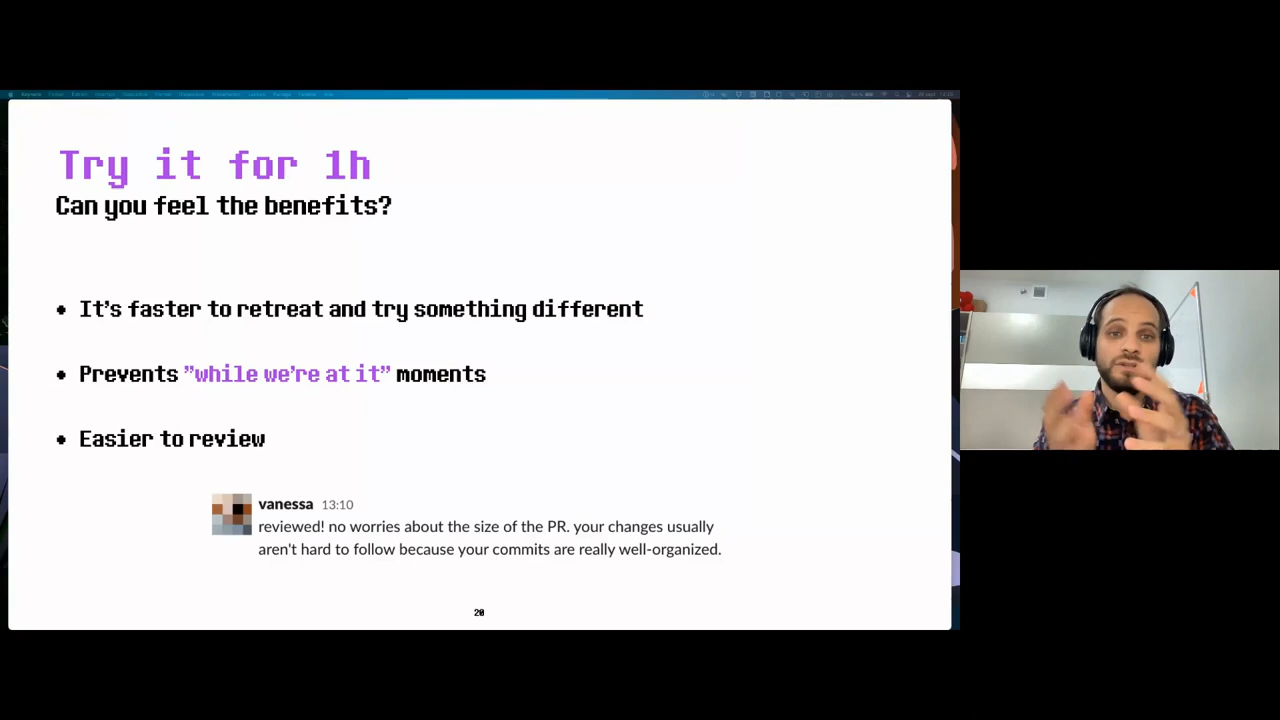 Try it for 1h
Can you feel the benefits?
• It's faster to retreat and try something different
• Prevents ”while we're at it” moments
• Easier to review
vanessa 13:10
reviewed! no worries about the size of the PR. your changes usually
aren't hard to follow because your commits are really well-organized.
20